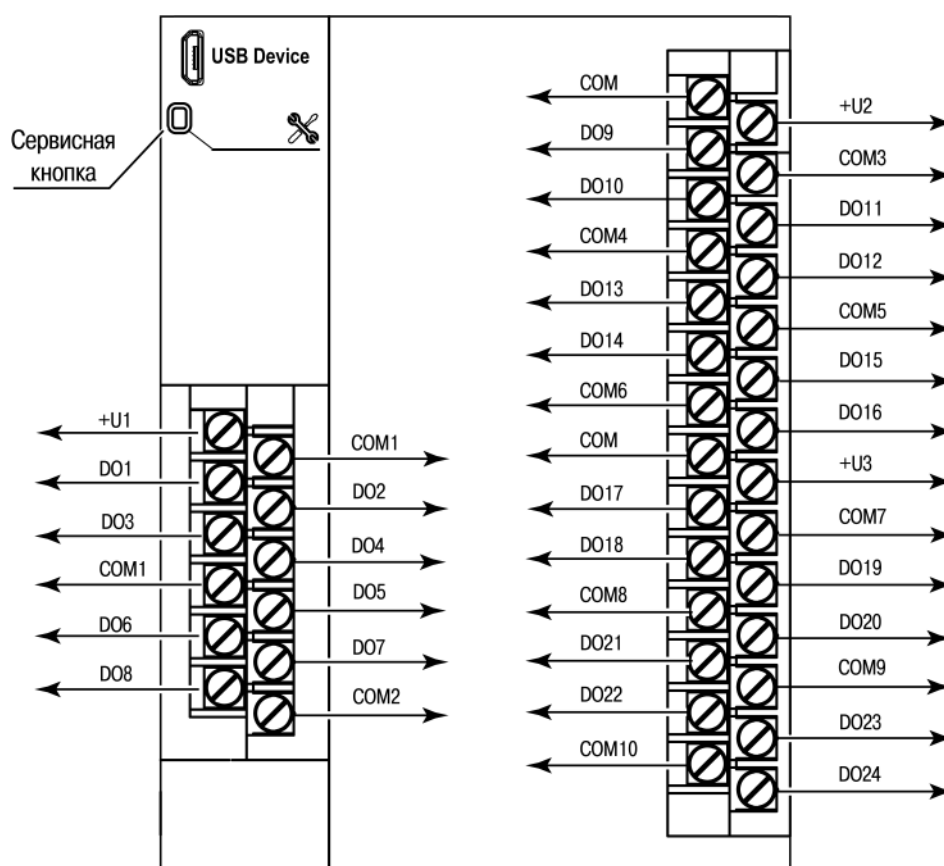 USB Device
Сервисная
кнопка
+U1
DO1
DO3
COM1
DO6
DO8
COM1
DO2
DO4
DO5
DO7
COM2
COM
DO9
DO10
COM4
DO13
DO14
COM6
COM
DO17
DO18
COM8
DO21
DO22
COM10
+U2
COM3
DO11
DO12
COM5
DO15
DO16
+U3
COM7
DO19
DO20
COM9
DO23
DO24